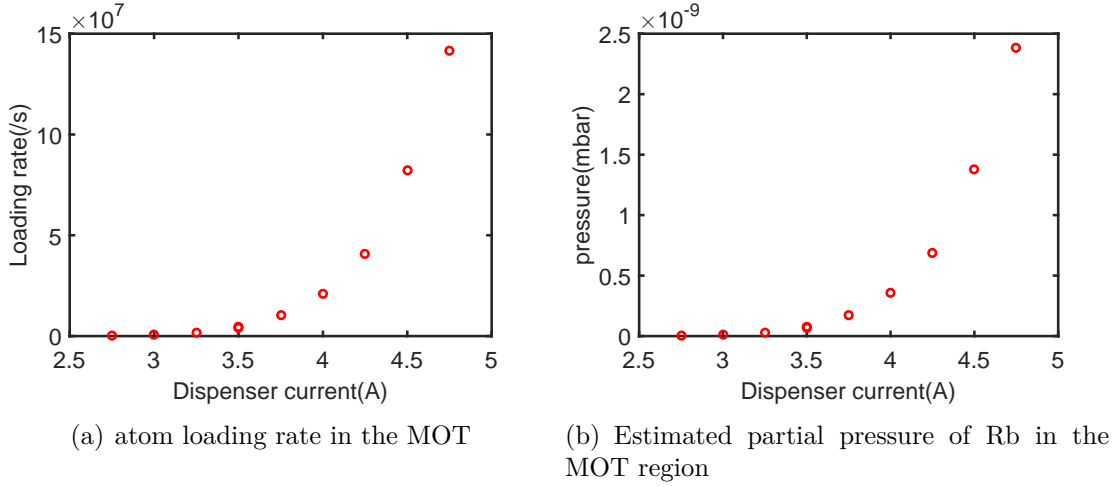 ×10^7
15
10
5
0
Loading rate(/s)
2.5 3 3.5 4 4.5 5
Dispenser current(A)
(a) atom loading rate in the MOT
×10^-9
2.5
2
1.5
1
0.5
0
pressure(mbar)
2.5 3 3.5 4 4.5 5
Dispenser current(A)
(b) Estimated partial pressure of Rb in the
MOT region